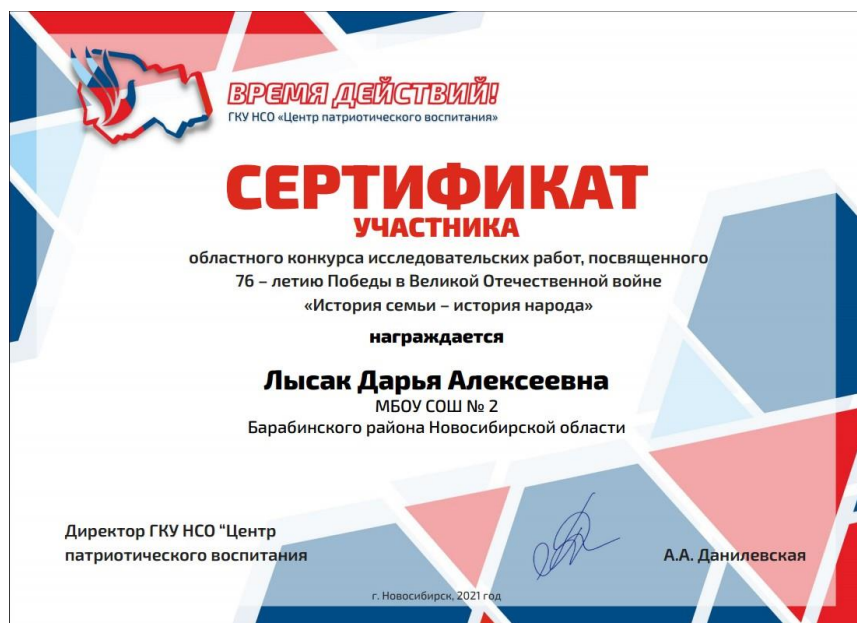 ВРЕМЯ ДЕЙСТВИЙ!
ГКУ НСО «Центр патриотического воспитания»
СЕРТИФИКАТ
УЧАСТНИКА
областного конкурса исследовательских работ, посвященного
76 – летию Победы в Великой Отечественной войне
«История семьи – история народа»
награждается
Лысак Дарья Алексеевна
МБОУ СОШ № 2
Барабинского района Новосибирской области
Директор ГКУ НСО “Центр
патриотического воспитания
А.А. Данилевская
г. Новосибирск, 2021 год